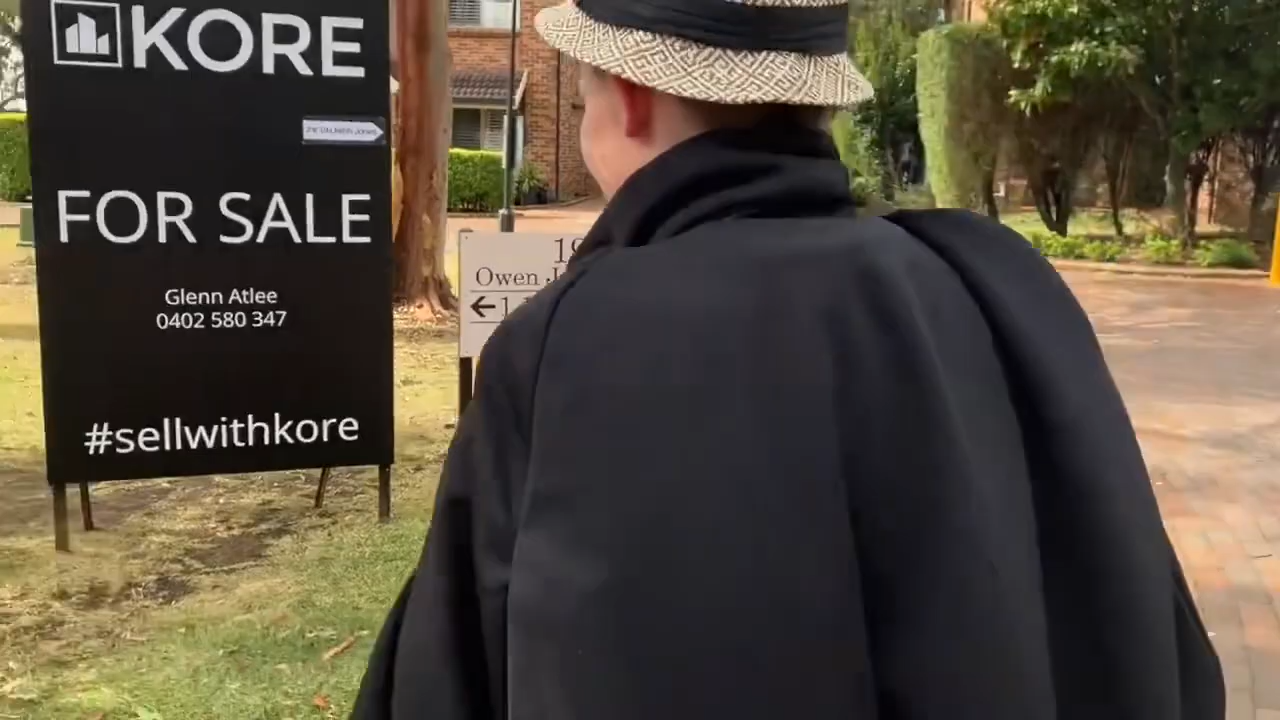 KORE
FOR SALE
Glenn Atlee
0402 580 347
#sellwithkore
Owen